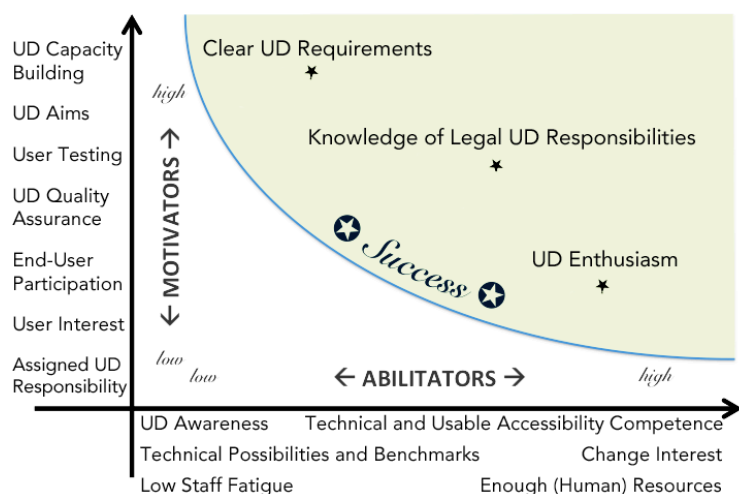 UD Capacity
Building
UD Aims
User Testing
UD Quality
Assurance
End-User
Participation
User Interest
Assigned UD
Responsibility
high
← MOTIVATORS →
low
low
← ABILITATORS →
high
Clear UD Requirements
Knowledge of Legal UD Responsibilities
Success
UD Enthusiasm
UD Awareness
Technical and Usable Accessibility Competence
Technical Possibilities and Benchmarks
Change Interest
Low Staff Fatigue
Enough (Human) Resources